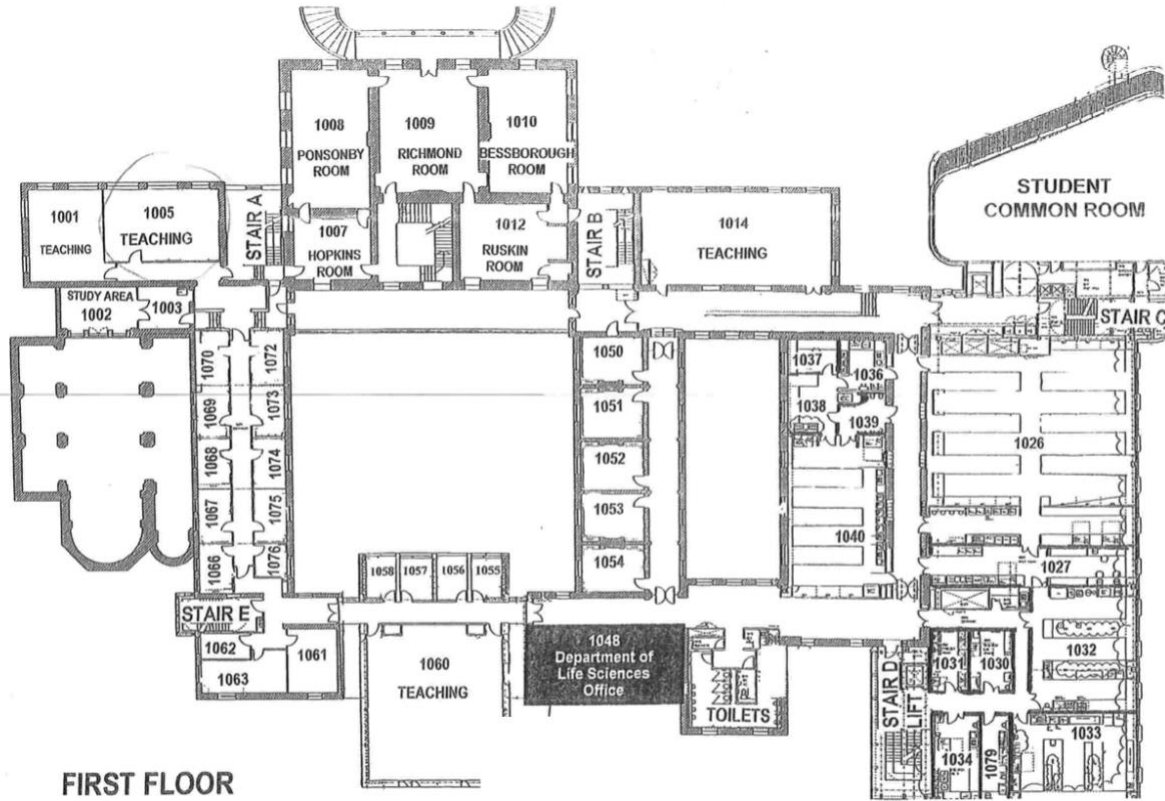 1008
PONSONBY
ROOM
1009
RICHMOND
ROOM
1010
BESSBOROUGH
ROOM
STUDENT
COMMON ROOM
1001
TEACHING
1005
TEACHING
STAIR A
1007
HOPKINS
ROOM
1012
RUSKIN
ROOM
STAIR B
1014
TEACHING
STUDY AREA
1002
1003
STAIR C
1070
1072
1069
1073
1068
1074
1067
1075
1066
1076
1050
1051
1052
1053
1054
1037
1036
1038
1039
1040
1026
1027
1058
1057
1056
1055
STAIR E
1062
1061
1063
1060
TEACHING
1048
Department of
Life Sciences
Office
TOILETS
STAIR D
LIFT
1031
1030
1032
1034
1079
1033
FIRST FLOOR